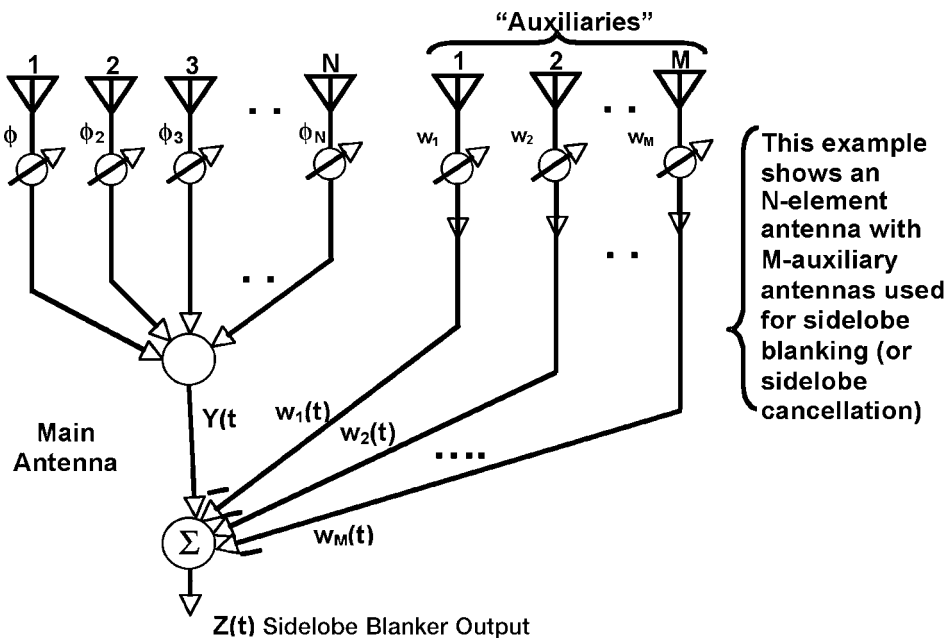 “Auxiliaries”
1 2 3 N 1 2 M
ϕ ϕ2 ϕ3 ϕN w1 w2 wM
This example
shows an
N-element
antenna with
M-auxiliary
antennas used
for sidelobe
blanking (or
sidelobe
cancellation)
Y(t
w1(t)
w2(t)
Main
Antenna
wM(t)
Σ
Z(t) Sidelobe Blanker Output